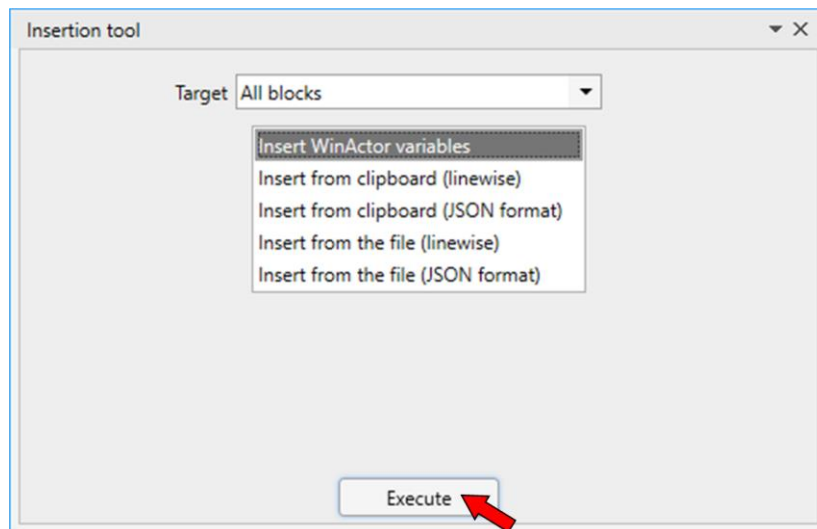 Insertion tool
Target All blocks
Insert WinActor variables
Insert from clipboard (linewise)
Insert from clipboard (JSON format)
Insert from the file (linewise)
Insert from the file (JSON format)
Execute